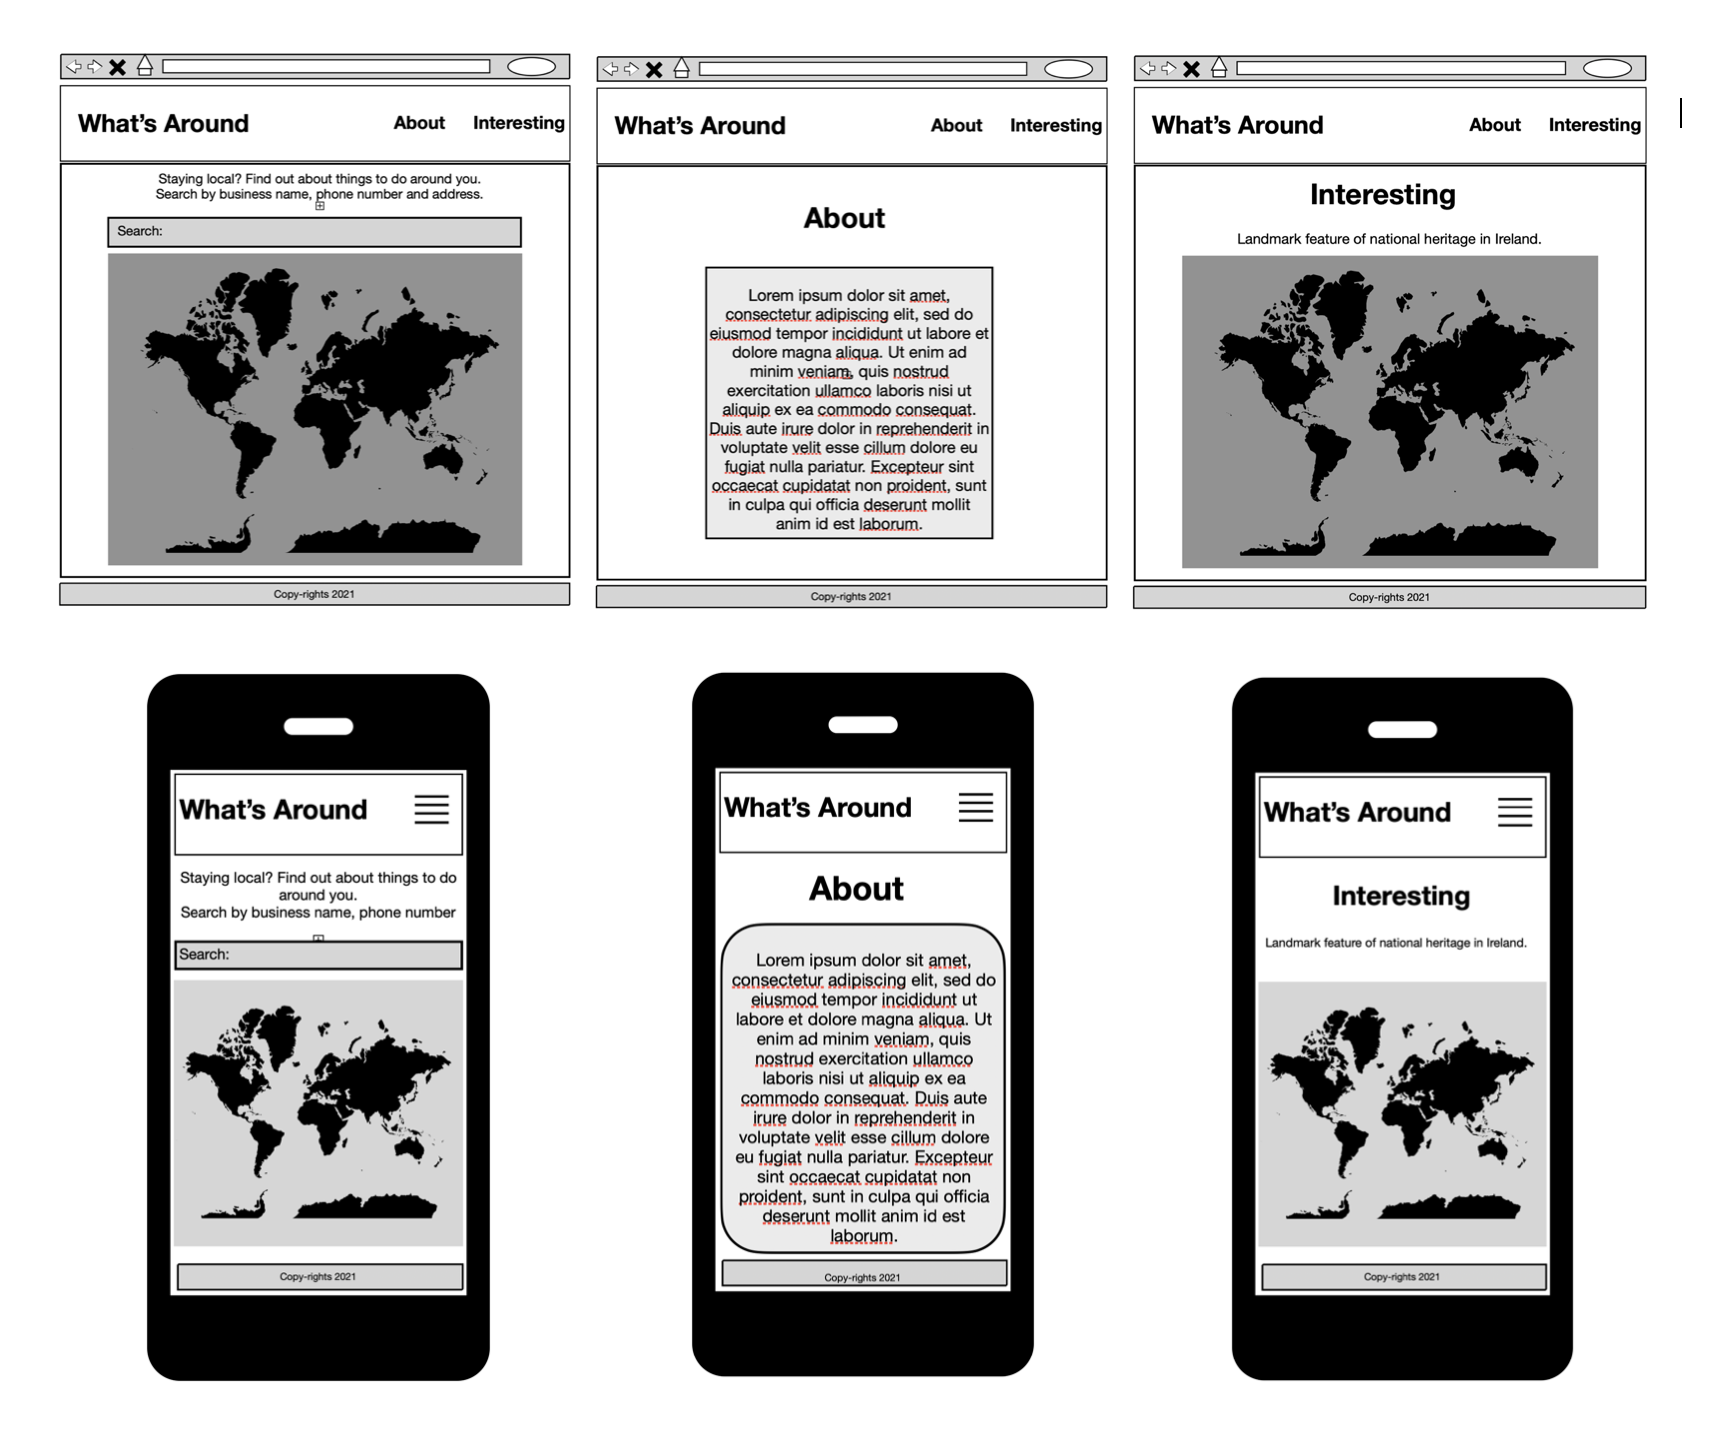 What's Around
About Interesting
Staying local? Find out about things to do around you.
Search by business name, phone number and address.
Search:
Copy-rights 2021
What's Around
About Interesting
About
Lorem ipsum dolor sit amet,
consectetur adipiscing elit, sed do
eiusmod tempor incididunt ut labore et
dolore magna aliqua. Ut enim ad
minim veniam, quis nostrud
exercitation ullamco laboris nisi ut
aliquip ex ea commodo consequat.
Duis aute irure dolor in reprehenderit in
voluptate velit esse cillum dolore eu
fugiat nulla pariatur. Excepteur sint
occaecat cupidatat non proident, sunt
in culpa qui officia deserunt mollit
anim id est laborum.
Copy-rights 2021
What's Around
About Interesting
Interesting
Landmark feature of national heritage in Ireland.
Copy-rights 2021
What's Around
Staying local? Find out about things to do
around you.
Search by business name, phone number
Search:
Copy-rights 2021
What's Around
About
Lorem ipsum dolor sit amet,
consectetur adipiscing elit, sed do
eiusmod tempor incididunt ut
labore et dolore magna aliqua. Ut
enim ad minim veniam, quis
nostrud exercitation ullamco
laboris nisi ut aliquip ex ea
commodo consequat. Duis aute
irure dolor in reprehenderit in
voluptate velit esse cillum dolore
eu fugiat nulla pariatur. Excepteur
sint occaecat cupidatat non
proident, sunt in culpa qui officia
deserunt mollit anim id est
laborum.
Copy-rights 2021
What's Around
Interesting
Landmark feature of national heritage in Ireland.
Copy-rights 2021